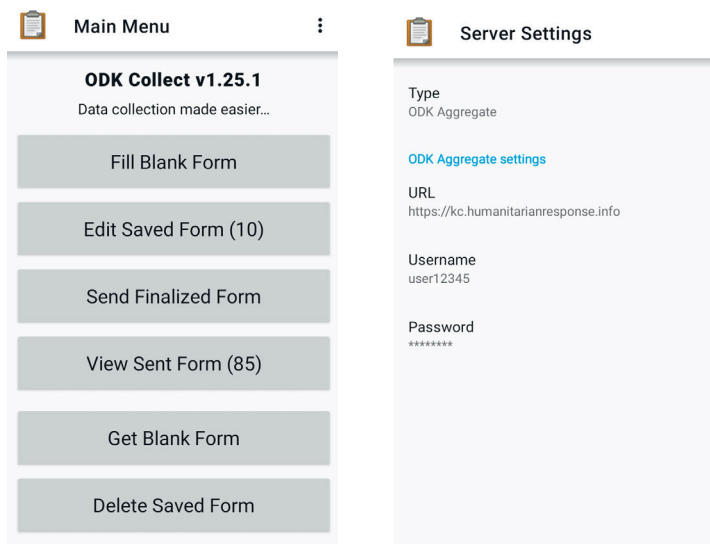 Main Menu
ODK Collect v1.25.1
Data collection made easier...
Fill Blank Form
Edit Saved Form (10)
Send Finalized Form
View Sent Form (85)
Get Blank Form
Delete Saved Form
Server Settings
Type
ODK Aggregate
ODK Aggregate settings
URL
https://kc.humanitarianresponse.info
Username
user12345
Password
********